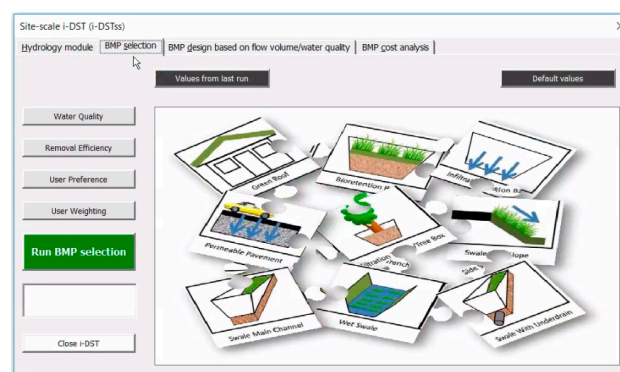 Site-scale i-DST (i-DSTss)
Hydrology module BMP selection BMP design based on flow volume/water quality BMP cost analysis
Values from last run Default values
Water Quality
Removal Efficiency
User Preference
User Weighting
Run BMP selection
Close i-DST
Green Roof
Bioretention
Permeable Pavement
/Tree Box
Swale
Side
Swale Main Channel
Wet Swale
Swale With Underdrain